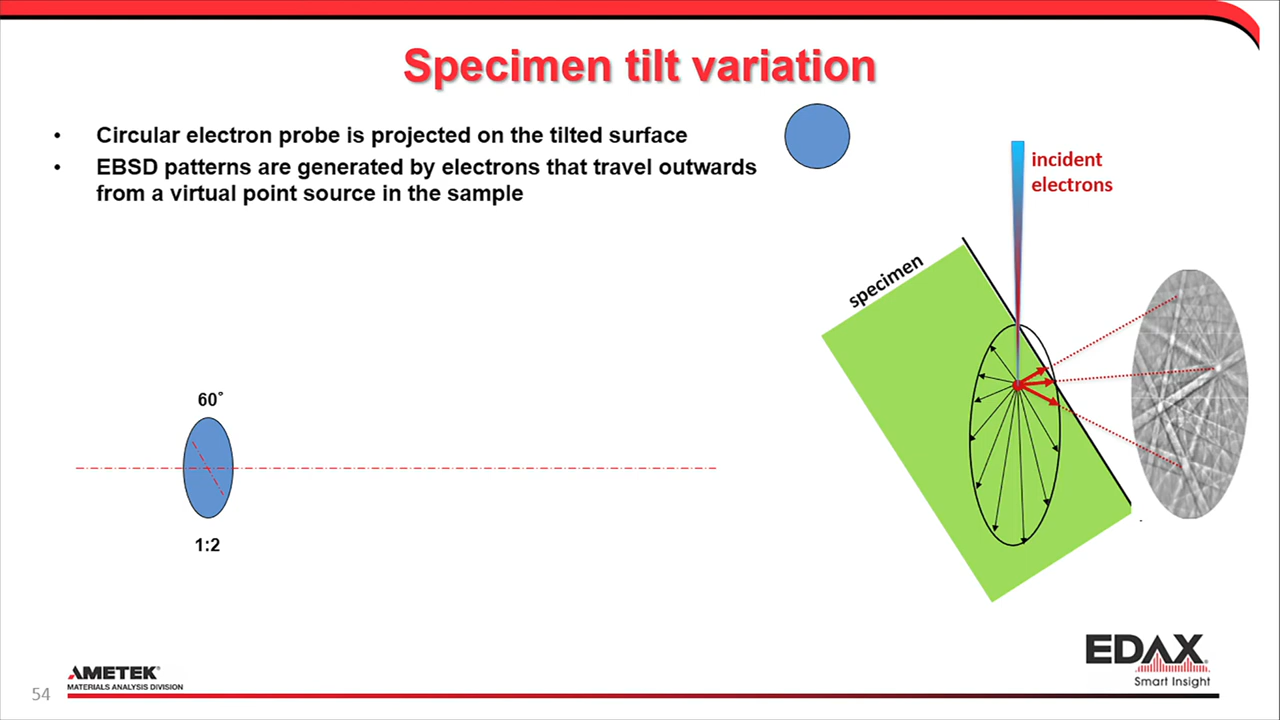 Specimen tilt variation
• Circular electron probe is projected on the tilted surface
• EBSD patterns are generated by electrons that travel outwards
from a virtual point source in the sample
incident
electrons
specimen
60˚
1:2
54
AMETEK®
MATERIALS ANALYSIS DIVISION
EDAX®
Smart Insight